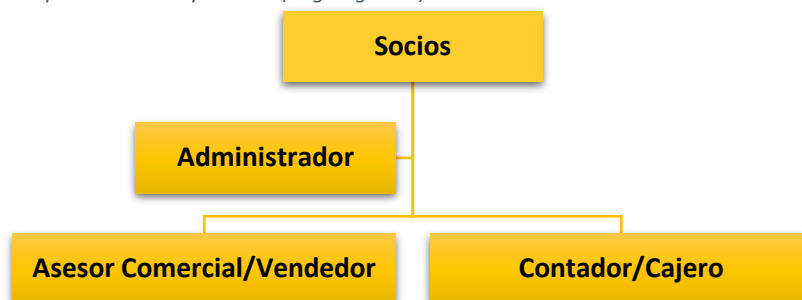 Socios
Administrador
Asesor Comercial/Vendedor
Contador/Cajero